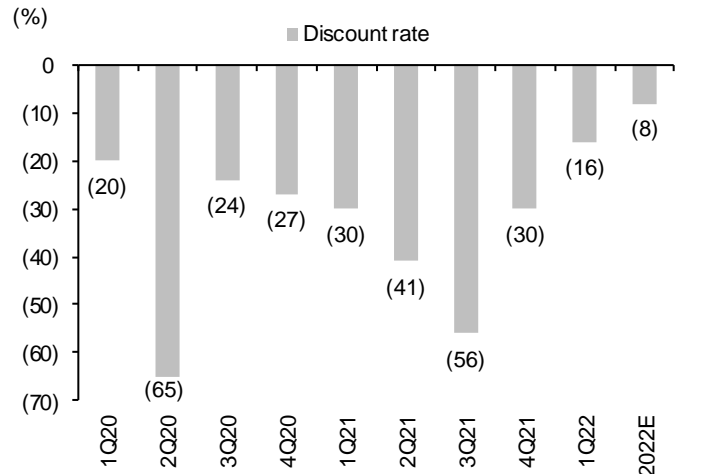 (%)
Discount rate
0
(10)
(20)
(30)
(40)
(50)
(60)
(70)
(20)
(65)
(24)
(27)
(30)
(41)
(56)
(30)
(16)
(8)
1Q20
2Q20
3Q20
4Q20
1Q21
2Q21
3Q21
4Q21
1Q22
2022E